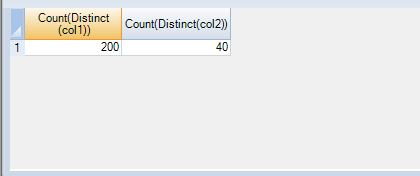 Count(Distinct
(col1))
Count(Distinct(col2))
1 200 40